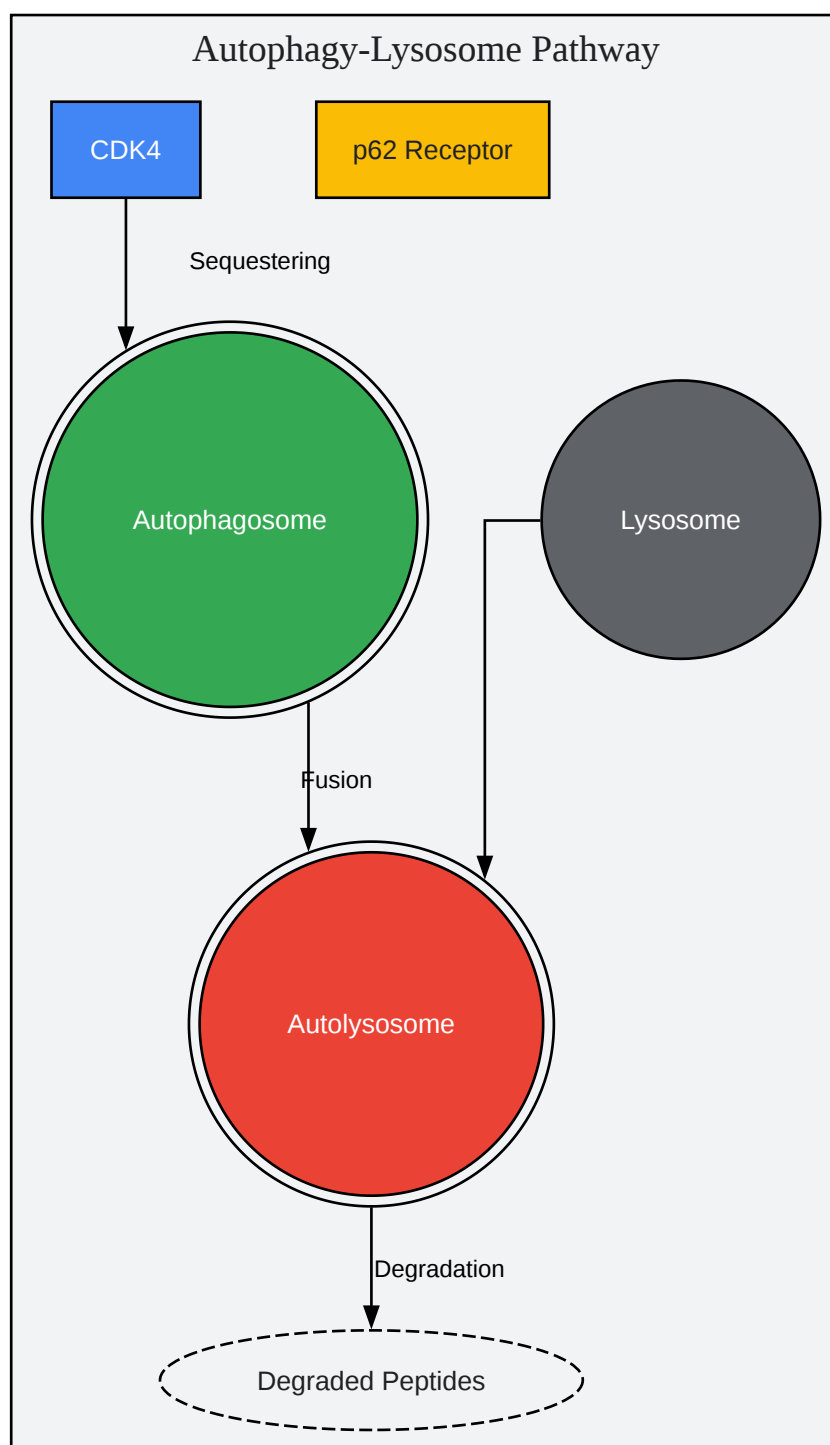 Autophagy-Lysosome Pathway
CDK4
p62 Receptor
Sequestering
Autophagosome
Lysosome
Fusion
Autolysosome
Degradation
Degraded Peptides